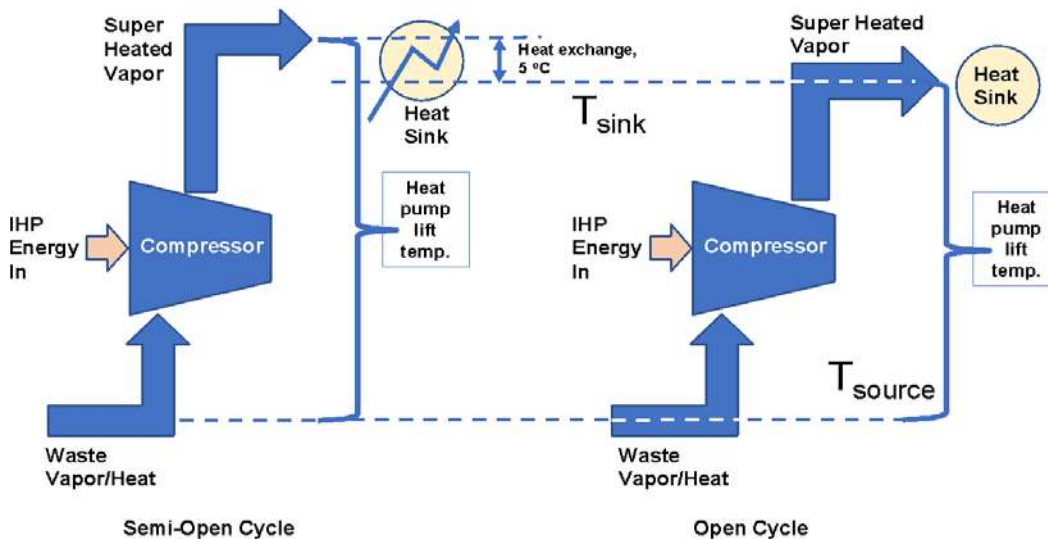 Super
Heated
Vapor
Heat exchange,
5 ºC
Heat
Sink
T sink
Heat
pump
lift
temp.
IHP
Energy
In
Compressor
Waste
Vapor/Heat
Semi-Open Cycle
Super Heated
Vapor
Heat
Sink
IHP
Energy
In
Compressor
Heat
pump
lift
temp.
T source
Waste
Vapor/Heat
Open Cycle